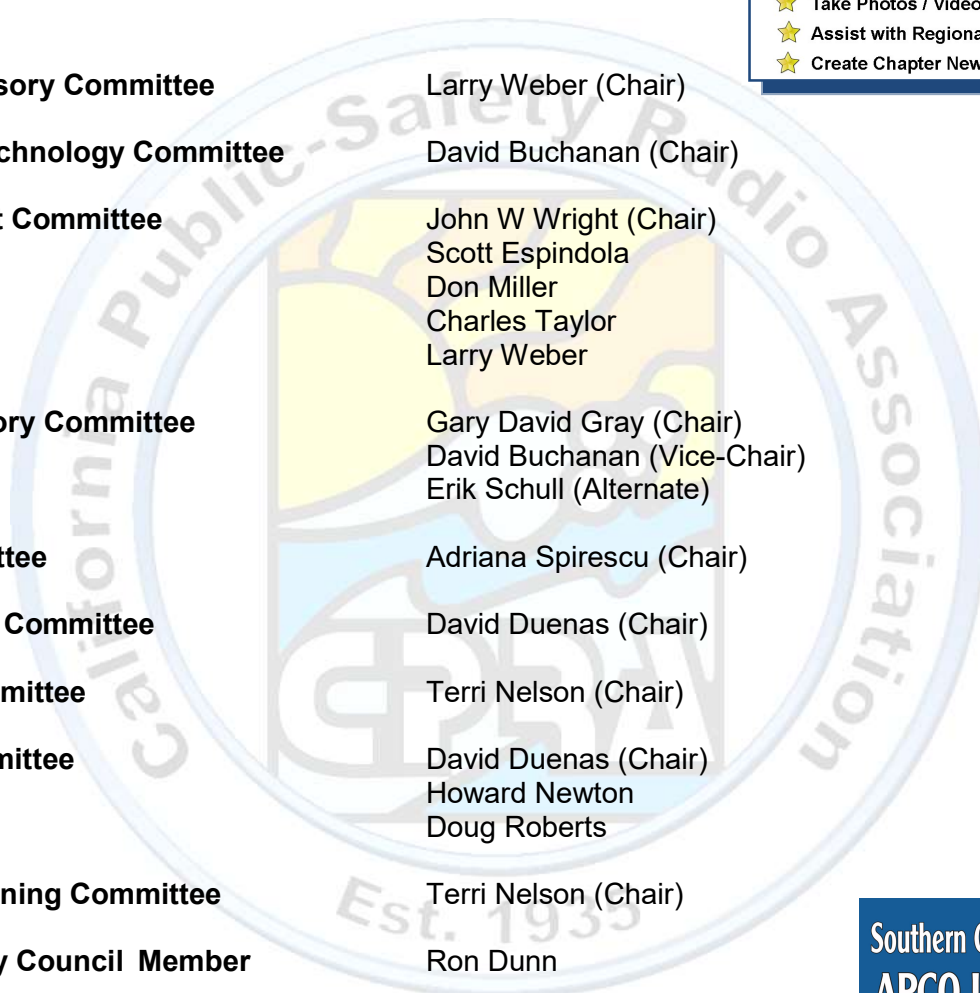 Take Photos / Video
Assist with Regiona
Create Chapter New
sory Committee Larry Weber (Chair)
chnology Committee David Buchanan (Chair)
t Committee John W Wright (Chair)
Scott Espindola
Don Miller
Charles Taylor
Larry Weber
ory Committee Gary David Gray (Chair)
David Buchanan (Vice-Chair)
Erik Schull (Alternate)
ttee Adriana Spirescu (Chair)
Committee David Duenas (Chair)
mittee Terri Nelson (Chair)
mittee David Duenas (Chair)
Howard Newton
Doug Roberts
ning Committee Terri Nelson (Chair)
y Council Member Ron Dunn
California Public-Safety Radio Association
CPRA
Est. 1935
Southern C
APCO I